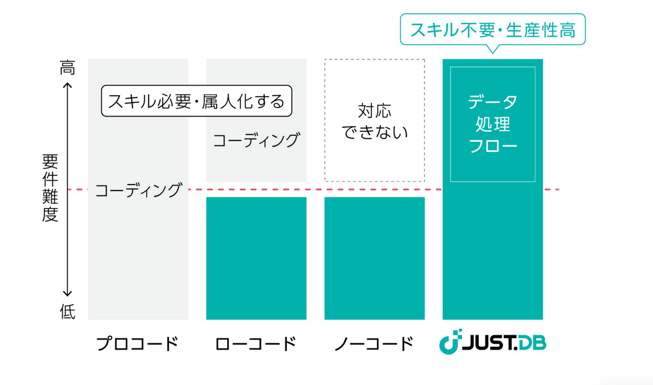 スキル不要・生産性高
高
スキル必要・属人化する
コーディング
コーディング
対応
できない
データ
処理
フロー
要件難度
低
プロコード
ローコード
ノーコード
JUST.DB